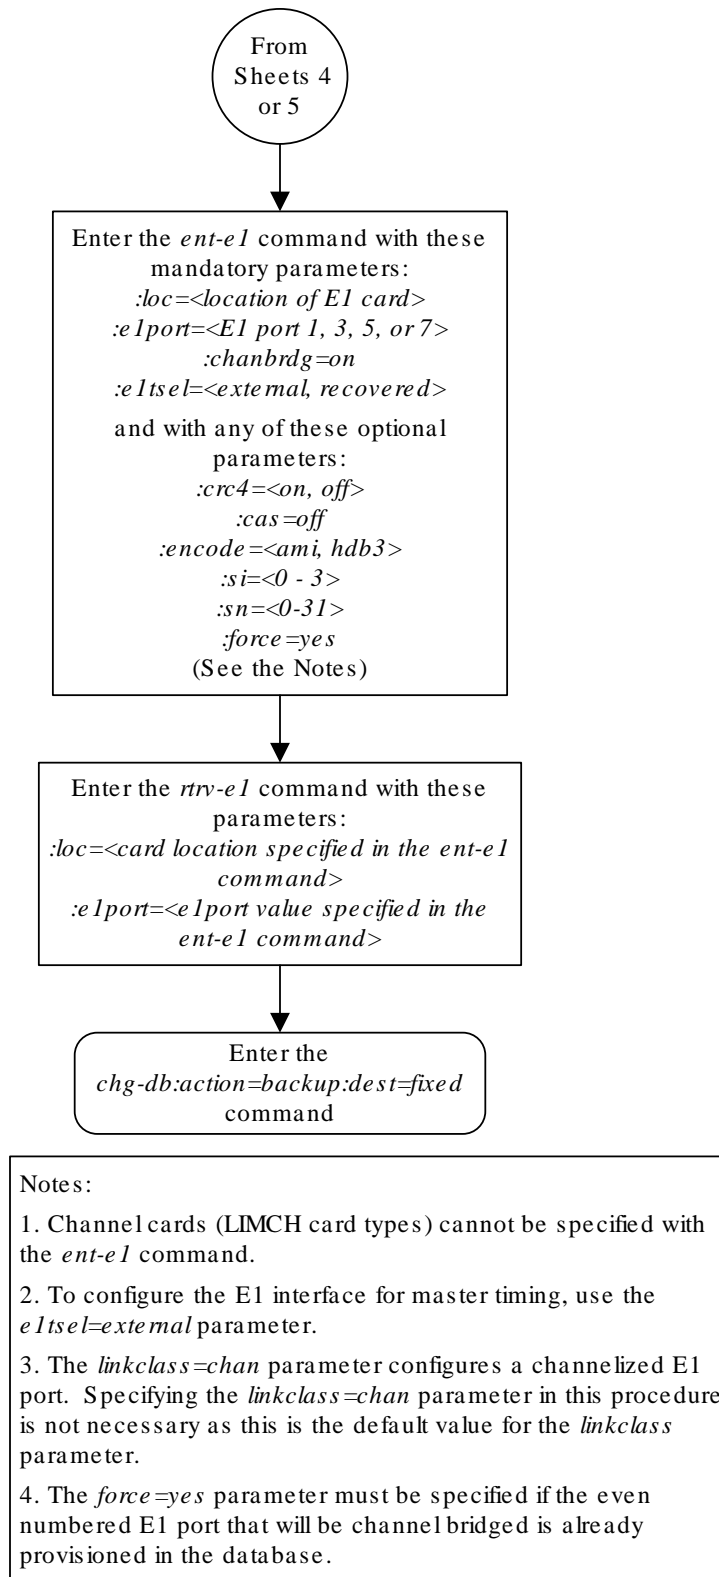 From
Sheets 4
or 5
Enter the ent-e1 command with these
mandatory parameters:
:loc=<location of E1 card>
:e1port=<E1 port 1, 3, 5, or 7>
:chanbrdg=on
:e1tsel=<external, recovered>
and with any of these optional
parameters:
:crc4=<on, off>
:cas=off
:encode=<ami, hdb3>
:si=<0 - 3>
:sn=<0-31>
:force=yes
(See the Notes)
Enter the rtrv-e1 command with these
parameters:
:loc=<card location specified in the ent-e1
command>
:e1port=<e1port value specified in the
ent-e1 command>
Enter the
chg-db:action=backup:dest=fixed
command
Notes:
1. Channel cards (LIMCH card types) cannot be specified with
the ent-e1 command.
2. To configure the E1 interface for master timing, use the
e1tsel=external parameter.
3. The linkclass=chan parameter configures a channelized E1
port. Specifying the linkclass=chan parameter in this procedure
is not necessary as this is the default value for the linkclass
parameter.
4. The force=yes parameter must be specified if the even
numbered E1 port that will be channel bridged is already
provisioned in the database.